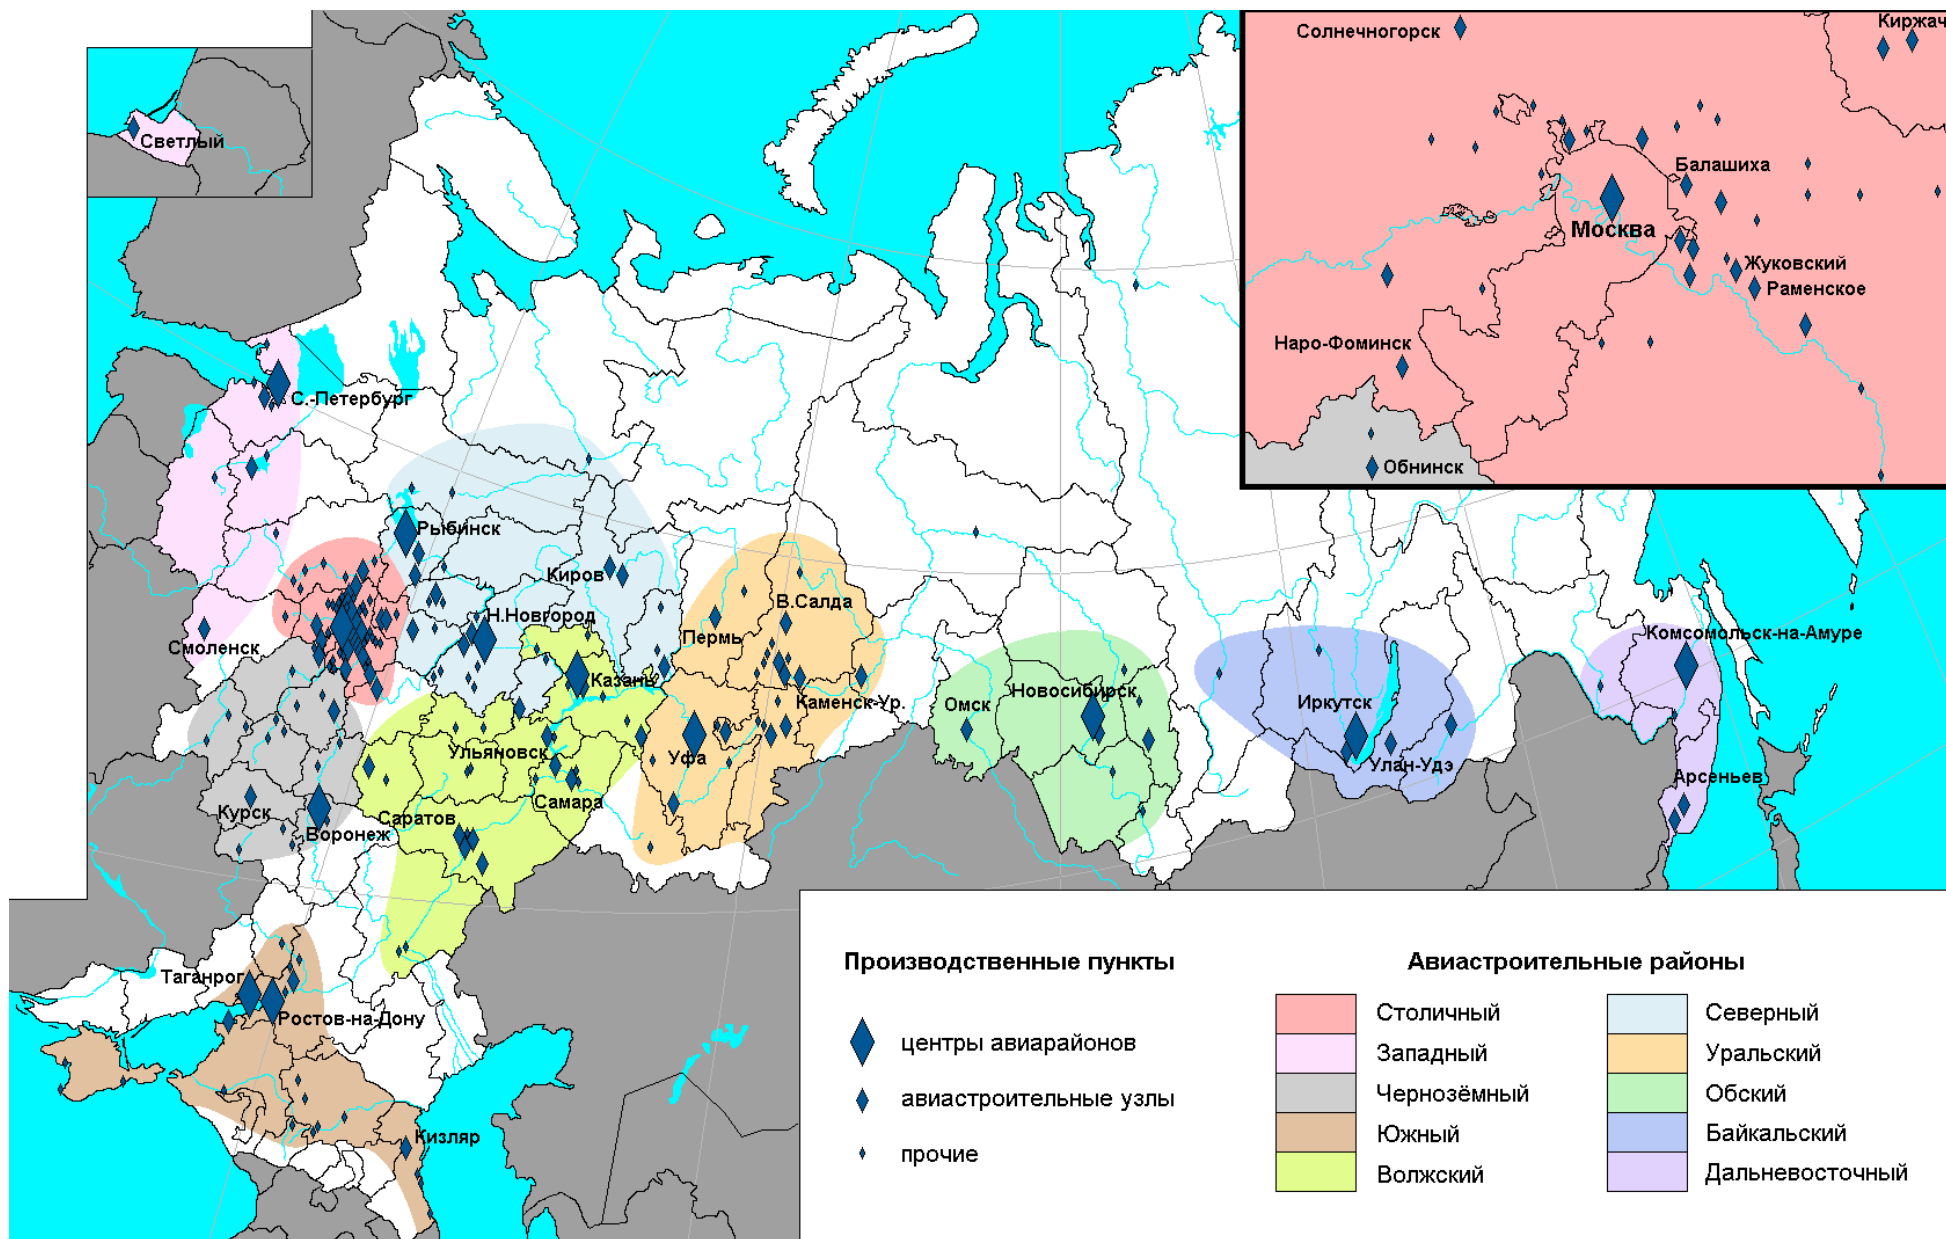 Солнечногорск
Киржач
Светлый
Балашиха
Москва
Жуковский
Раменское
Наро-Фоминск
Обнинск
С.-Петербург
Рыбинск
Киров
Н.Новгород
В.Салда
Пермь
Смоленск
Комсомольск-на-Амуре
Казань
Каменск-Ур.
Омск
Новосибирск
Иркутск
Ульяновск
Уфа
Улан-Удэ
Самара
Арсеньев
Курск
Воронеж
Саратов
Таганрог
Ростов-на-Дону
Кизляр
Производственные пункты
центры авиарайонов
авиастроительные узлы
прочие
Авиастроительные районы
Столичный
Западный
Чернозёмный
Южный
Волжский
Северный
Уральский
Обский
Байкальский
Дальневосточный